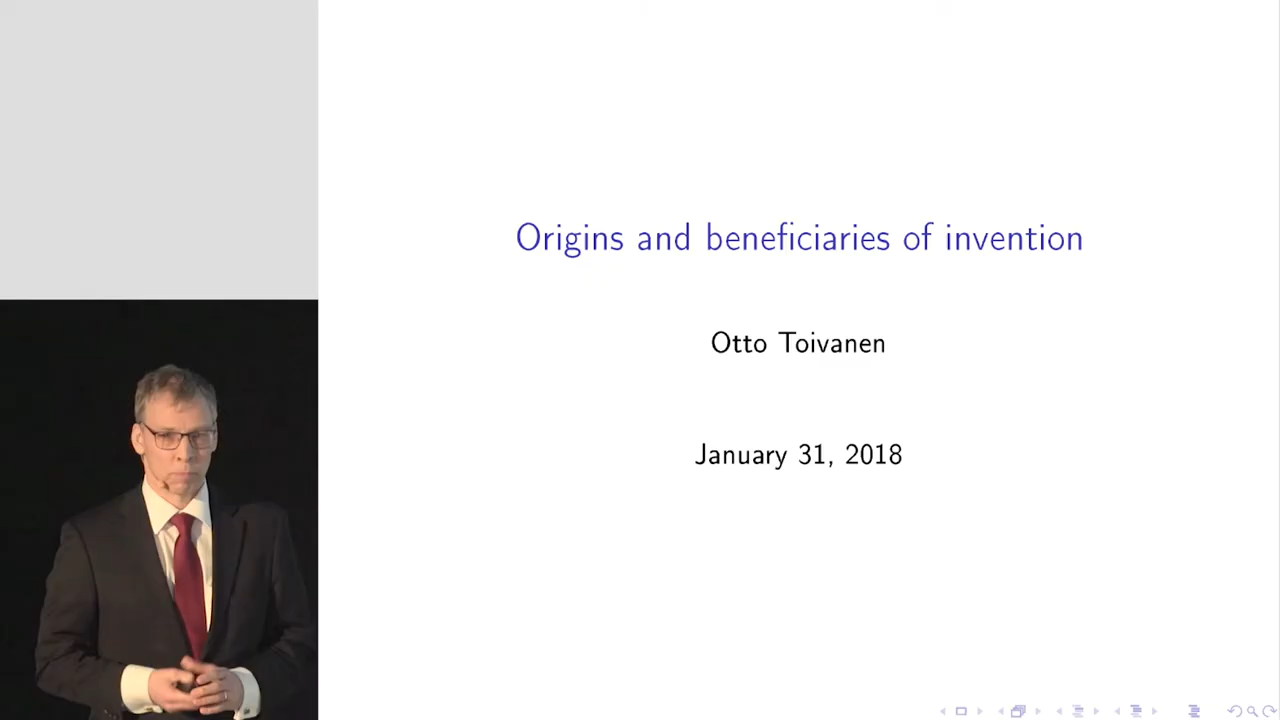 Origins and beneficiaries of invention
Otto Toivanen
January 31, 2018